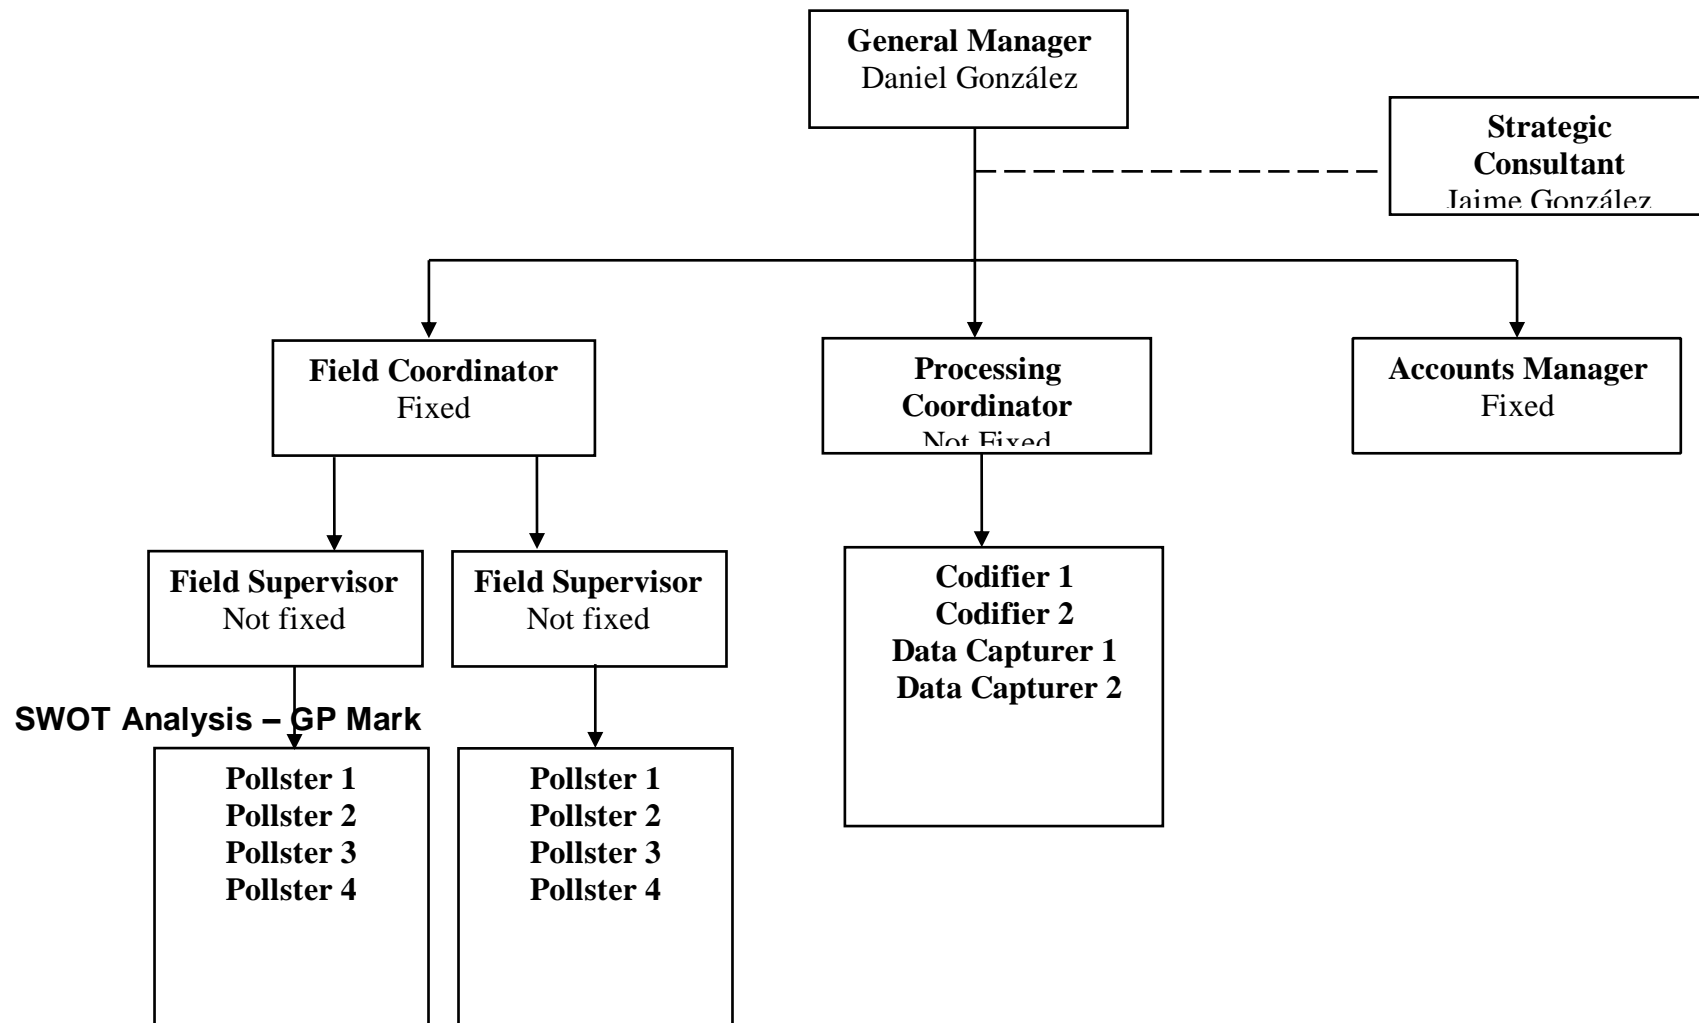 General Manager
Daniel González
Strategic
Consultant
Jaime González
Field Coordinator
Fixed
Processing
Coordinator
Not Fixed
Accounts Manager
Fixed
Field Supervisor
Not fixed
Field Supervisor
Not fixed
Codifier 1
Codifier 2
Data Capturer 1
Data Capturer 2
SWOT Analysis – GP Mark
Pollster 1
Pollster 2
Pollster 3
Pollster 4
Pollster 1
Pollster 2
Pollster 3
Pollster 4